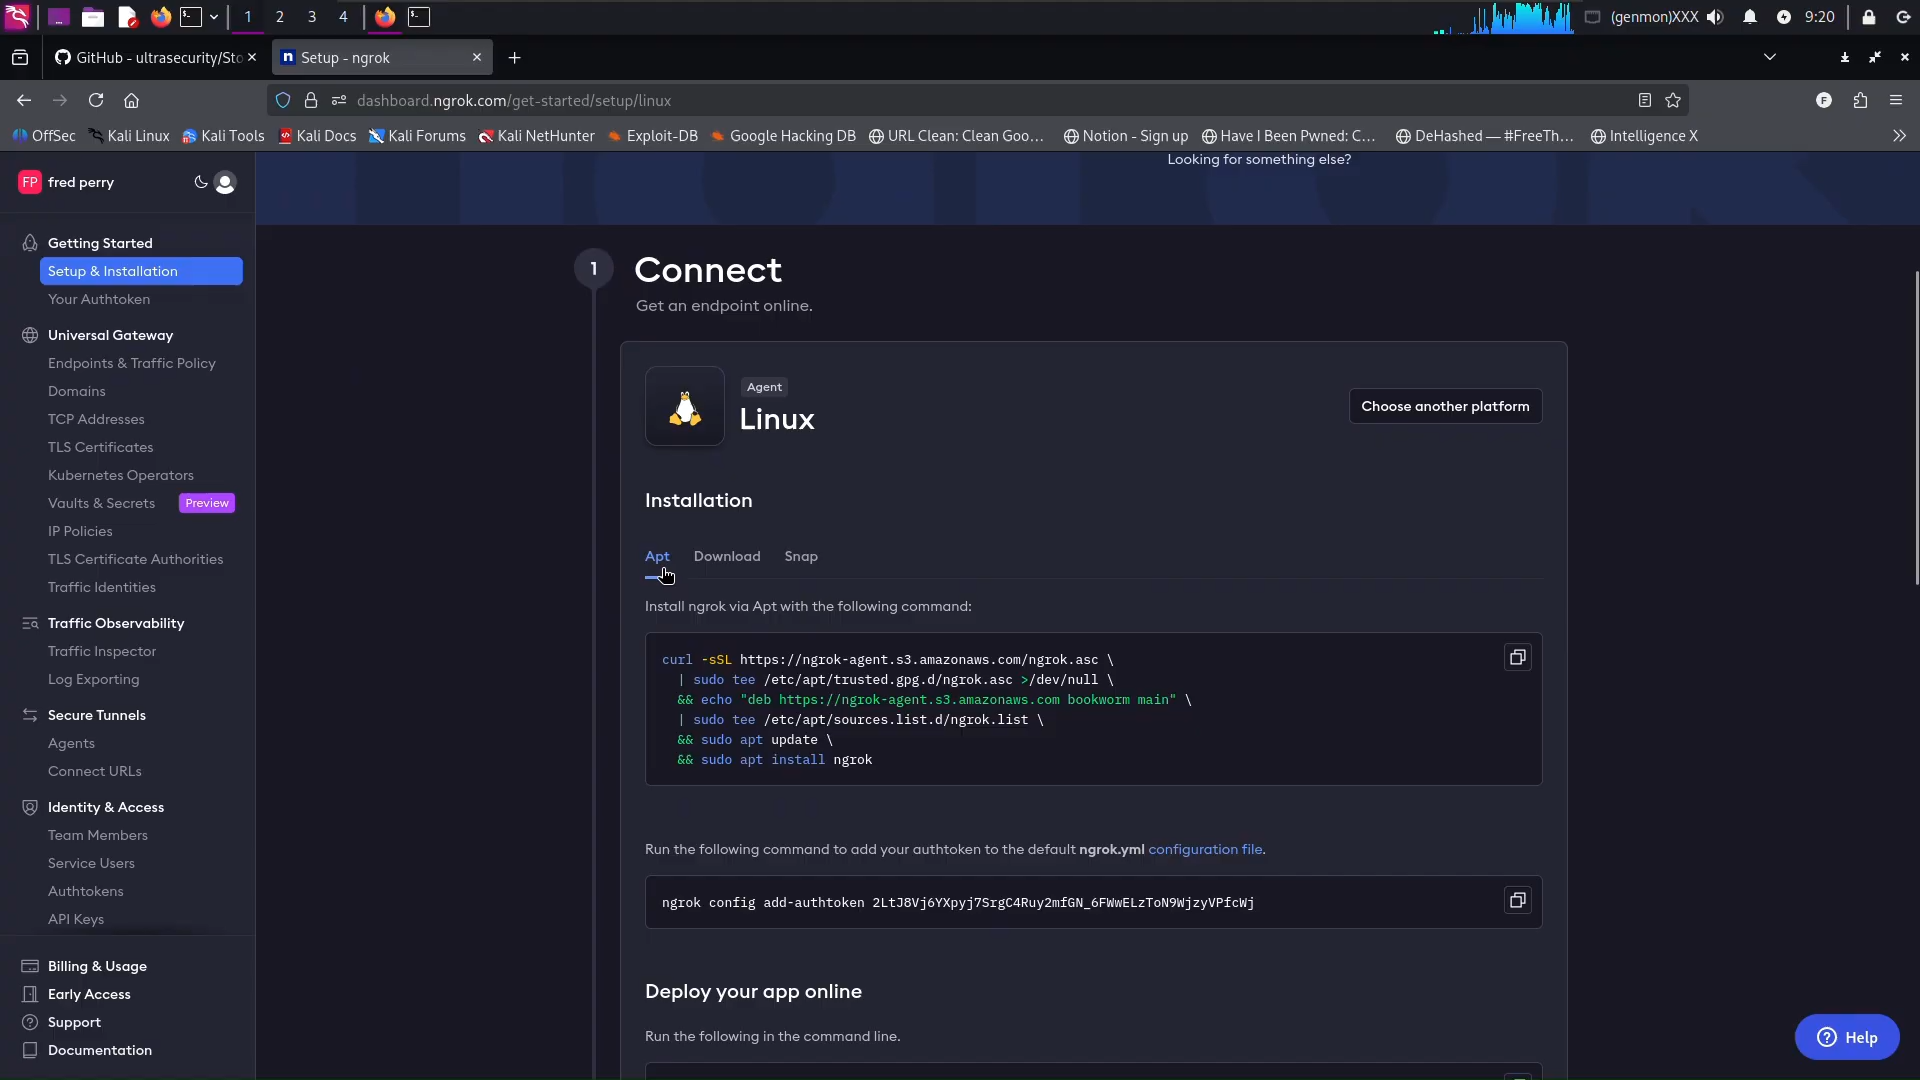 1 2 3 4 (genmon)XXX 9:20
GitHub - ultrasecurity/Sto Setup - ngrok
dashboard.ngrok.com/get-started/setup/linux F
OffSec Kali Linux Kali Tools Kali Docs Kali Forums Kali NetHunter Exploit-DB Google Hacking DB URL Clean: Clean Goo... Notion - Sign up Have I Been Pwned: C... DeHashed — #FreeTh... Intelligence X
FP fred perry
Getting Started
Setup & Installation
Your Authtoken
Universal Gateway
Endpoints & Traffic Policy
Domains
TCP Addresses
TLS Certificates
Kubernetes Operators
Vaults & Secrets Preview
IP Policies
TLS Certificate Authorities
Traffic Identities
Traffic Observability
Traffic Inspector
Log Exporting
Secure Tunnels
Agents
Connect URLs
Identity & Access
Team Members
Service Users
Authtokens
API Keys
Billing & Usage
Early Access
Support
Documentation
Looking for something else?
1 Connect
Get an endpoint online.
Agent
Linux
Choose another platform
Installation
Apt Download Snap
Install ngrok via Apt with the following command:
curl -sSL https://ngrok-agent.s3.amazonaws.com/ngrok.asc \
| sudo tee /etc/apt/trusted.gpg.d/ngrok.asc >/dev/null \
&& echo "deb https://ngrok-agent.s3.amazonaws.com bookworm main" \
| sudo tee /etc/apt/sources.list.d/ngrok.list \
&& sudo apt update \
&& sudo apt install ngrok
Run the following command to add your authtoken to the default ngrok.yml configuration file.
ngrok config add-authtoken 2LtJ8Vj6YXpyj7SrgC4Ruy2mfGN_6FWwELzToN9WjzyVPfcWj
Deploy your app online
Run the following in the command line.
Help